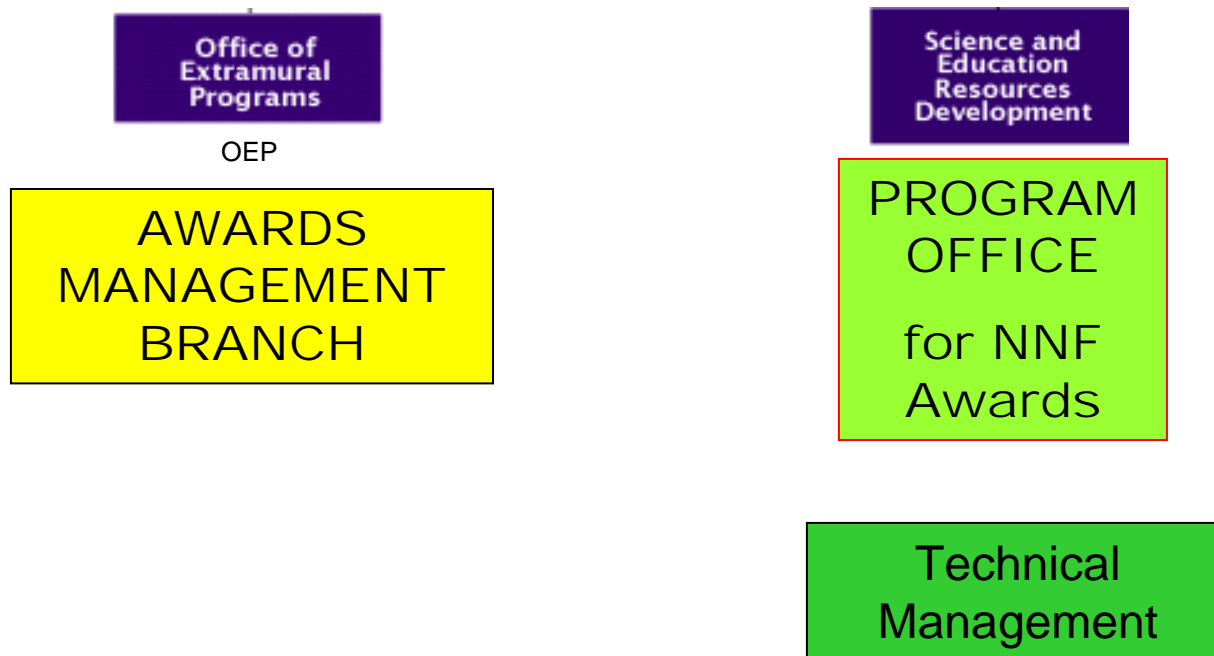 Office of
Extramural
Programs
OEP
AWARDS
MANAGEMENT
BRANCH
Science and
Education
Resources
Development
PROGRAM
OFFICE
for NNF
Awards
Technical
Management